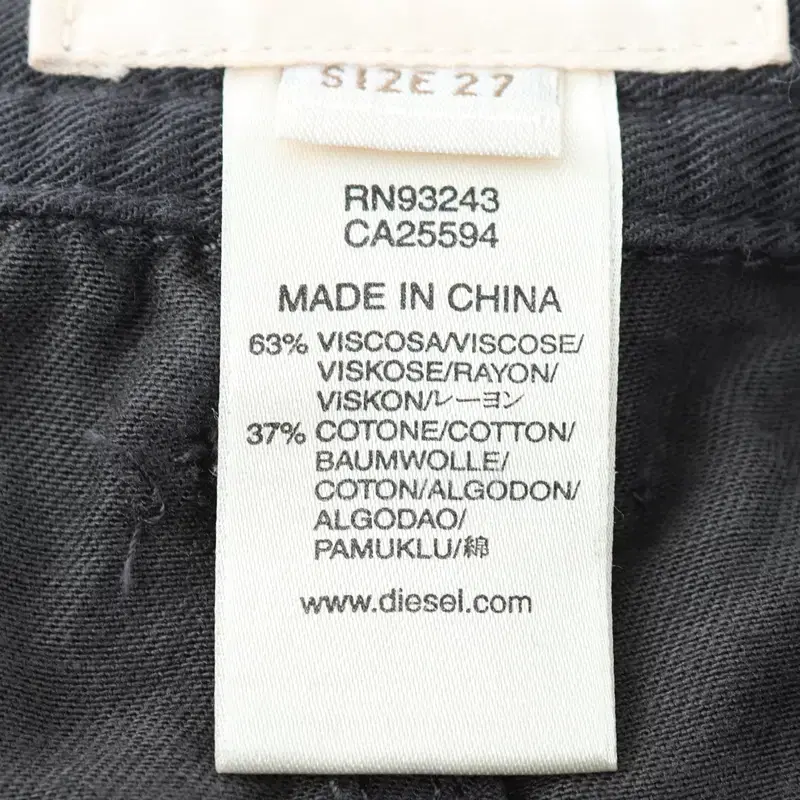 SIZE 27
RN93243
CA25594
MADE IN CHINA
63% VISCOSA/VISCOSE/
VISKOSE/RAYON/
VISKON/レーヨン
37% COTONE/COTTON/
BAUMWOLLE/
COTON/ALGODON/
ALGODAO/
PAMUKLU/綿
www.diesel.com